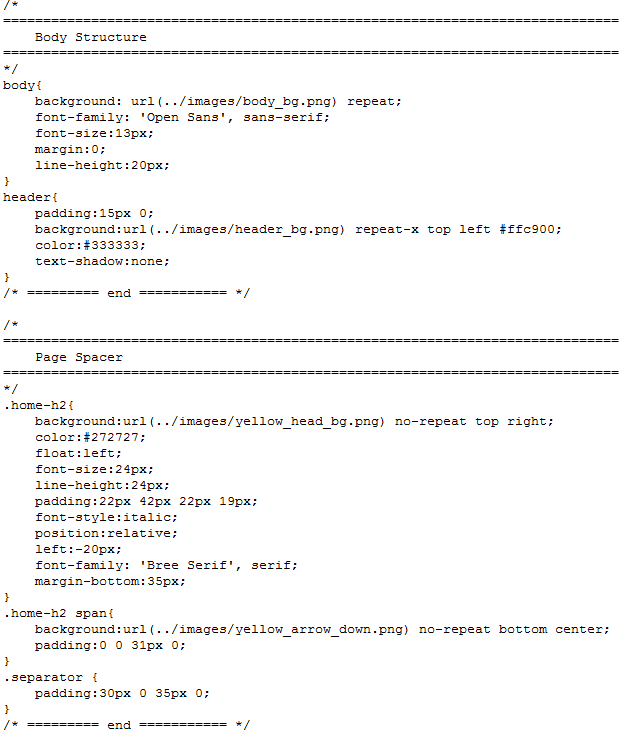 /*
=============================================================================
    Body Structure
=============================================================================
*/
body{
    background: url(../images/body_bg.png) repeat;
    font-family: 'Open Sans', sans-serif;
    font-size:13px;
    margin:0;
    line-height:20px;
}
header{
    padding:15px 0;
    background:url(../images/header_bg.png) repeat-x top left #ffc900;
    color:#333333;
    text-shadow:none;
}
/* ========= end =========== */

/*
=============================================================================
    Page Spacer
=============================================================================
*/
.home-h2{
    background:url(../images/yellow_head_bg.png) no-repeat top right;
    color:#272727;
    float:left;
    font-size:24px;
    line-height:24px;
    padding:22px 42px 22px 19px;
    font-style:italic;
    position:relative;
    left:-20px;
    font-family: 'Bree Serif', serif;
    margin-bottom:35px;
}
.home-h2 span{
    background:url(../images/yellow_arrow_down.png) no-repeat bottom center;
    padding:0 0 31px 0;
}
.separator {
    padding:30px 0 35px 0;
}
/* ========= end =========== */